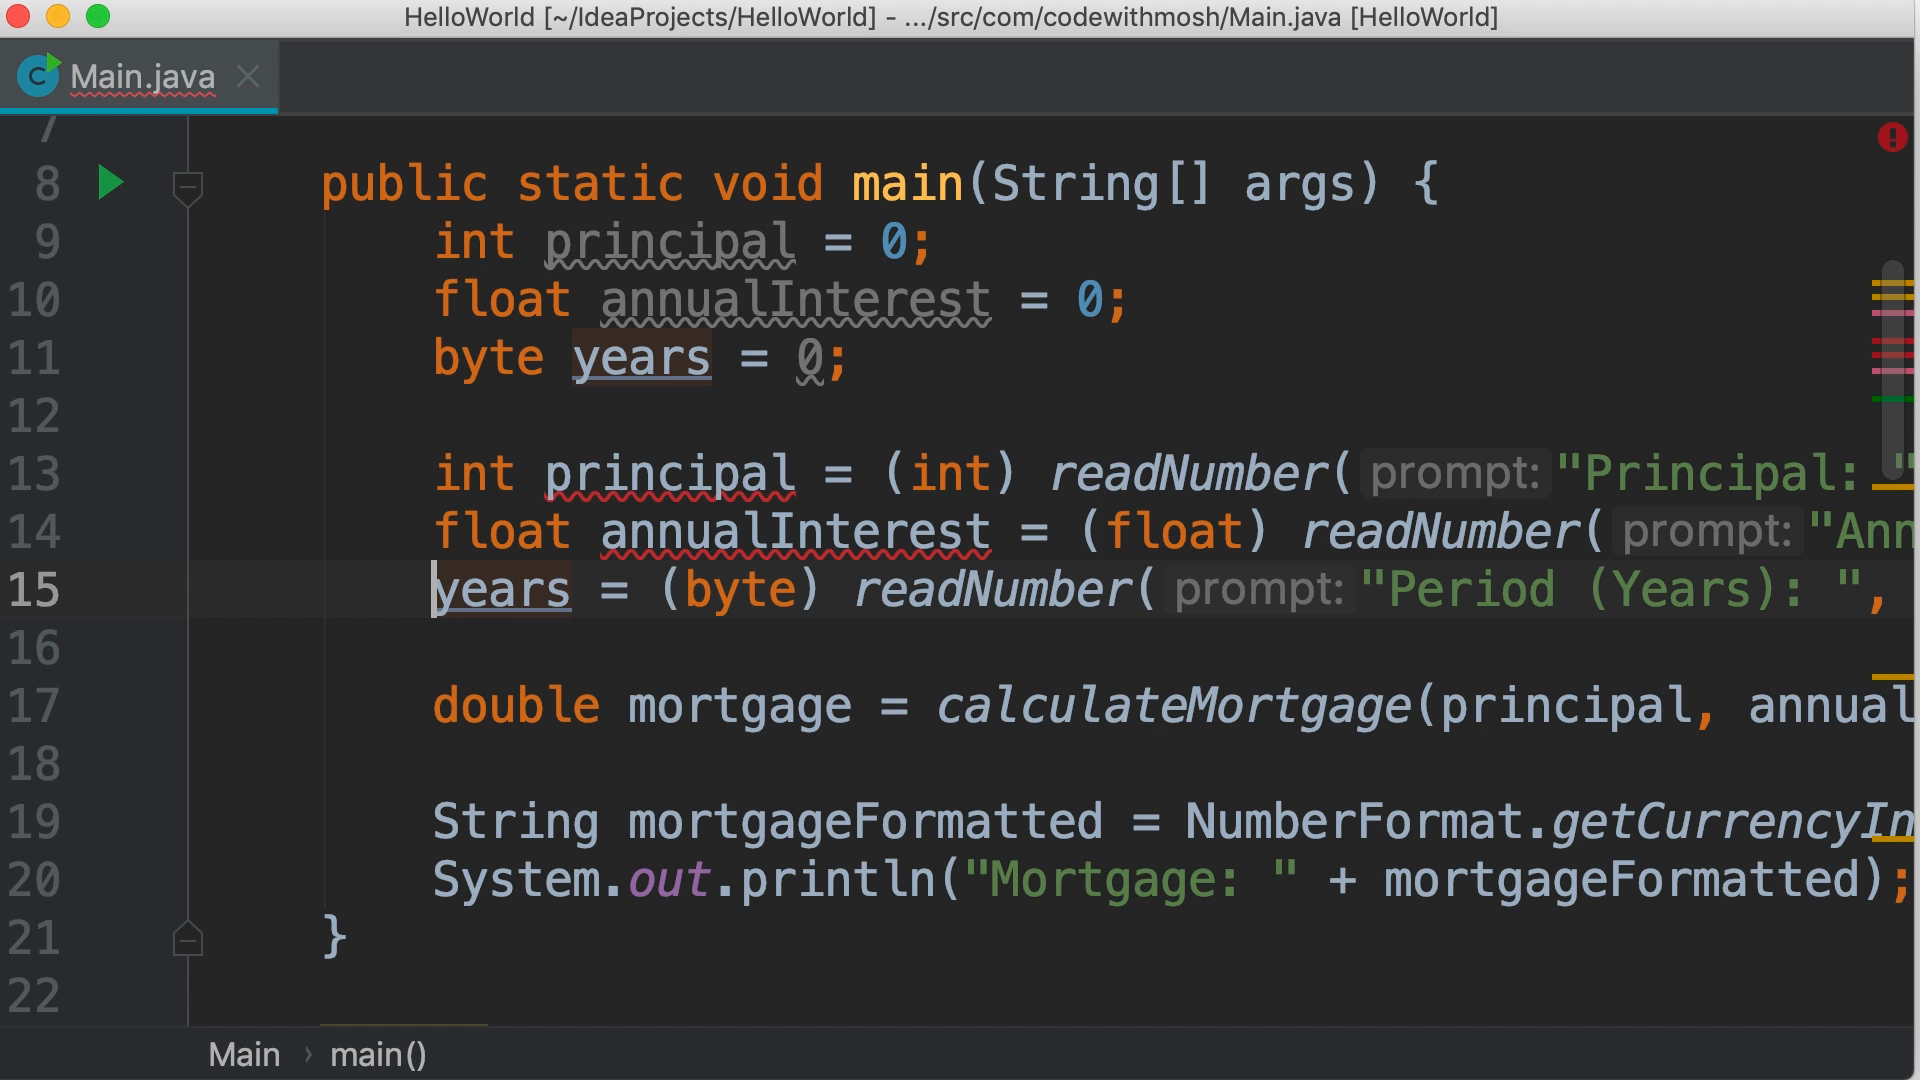 HelloWorld [~/IdeaProjects/HelloWorld] - .../src/com/codewithmosh/Main.java [HelloWorld]
C Main.java
7
8 public static void main(String[] args) {
9 int principal = 0;
10 float annualInterest = 0;
11 byte years = 0;
12
13 int principal = (int) readNumber( prompt: "Principal: "
14 float annualInterest = (float) readNumber( prompt: "Ann
15 years = (byte) readNumber( prompt: "Period (Years): ",
16
17 double mortgage = calculateMortgage(principal, annual
18
19 String mortgageFormatted = NumberFormat.getCurrencyIn
20 System.out.println("Mortgage: " + mortgageFormatted);
21 }
22
Main › main()